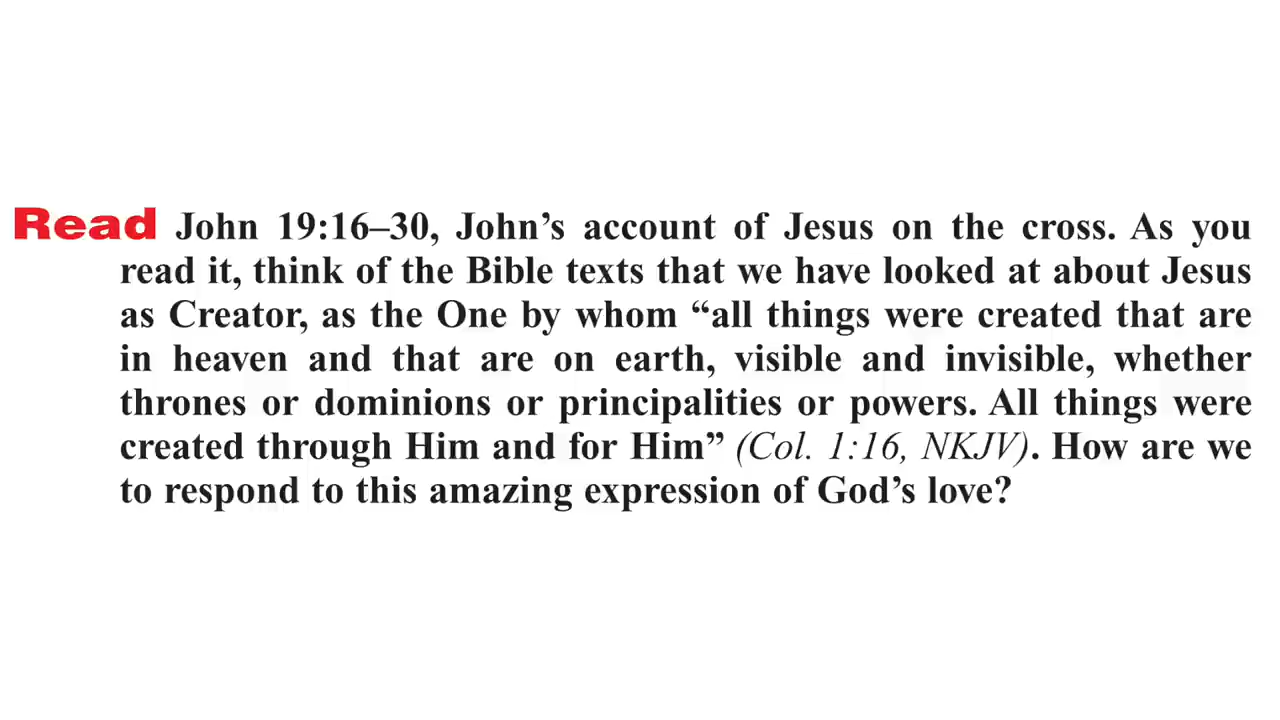 Read John 19:16–30, John’s account of Jesus on the cross. As you
read it, think of the Bible texts that we have looked at about Jesus
as Creator, as the One by whom “all things were created that are
in heaven and that are on earth, visible and invisible, whether
thrones or dominions or principalities or powers. All things were
created through Him and for Him” (Col. 1:16, NKJV). How are we
to respond to this amazing expression of God’s love?